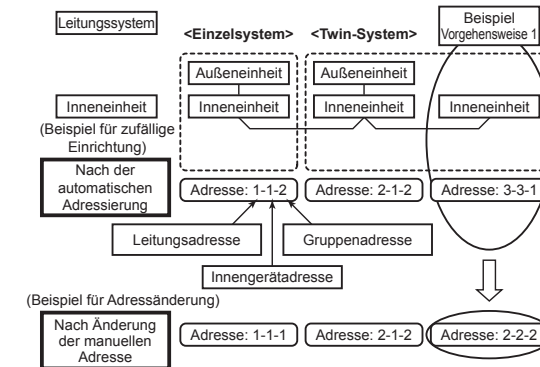 Leitungssystem
<Einzelsystem>
<Twin-System>
Beispiel
Vorgehensweise 1
Außeneinheit
Außeneinheit
Inneneinheit
Inneneinheit
Inneneinheit
Inneneinheit
(Beispiel für zufällige
Einrichtung)
Nach der
automatischen
Adressierung
Adresse: 1-1-2
Adresse: 2-1-2
Adresse: 3-3-1
Leitungsadresse
Gruppenadresse
Innengerätadresse
(Beispiel für Adressänderung)
Nach Änderung
der manuellen
Adresse
Adresse: 1-1-1
Adresse: 2-1-2
Adresse: 2-2-2